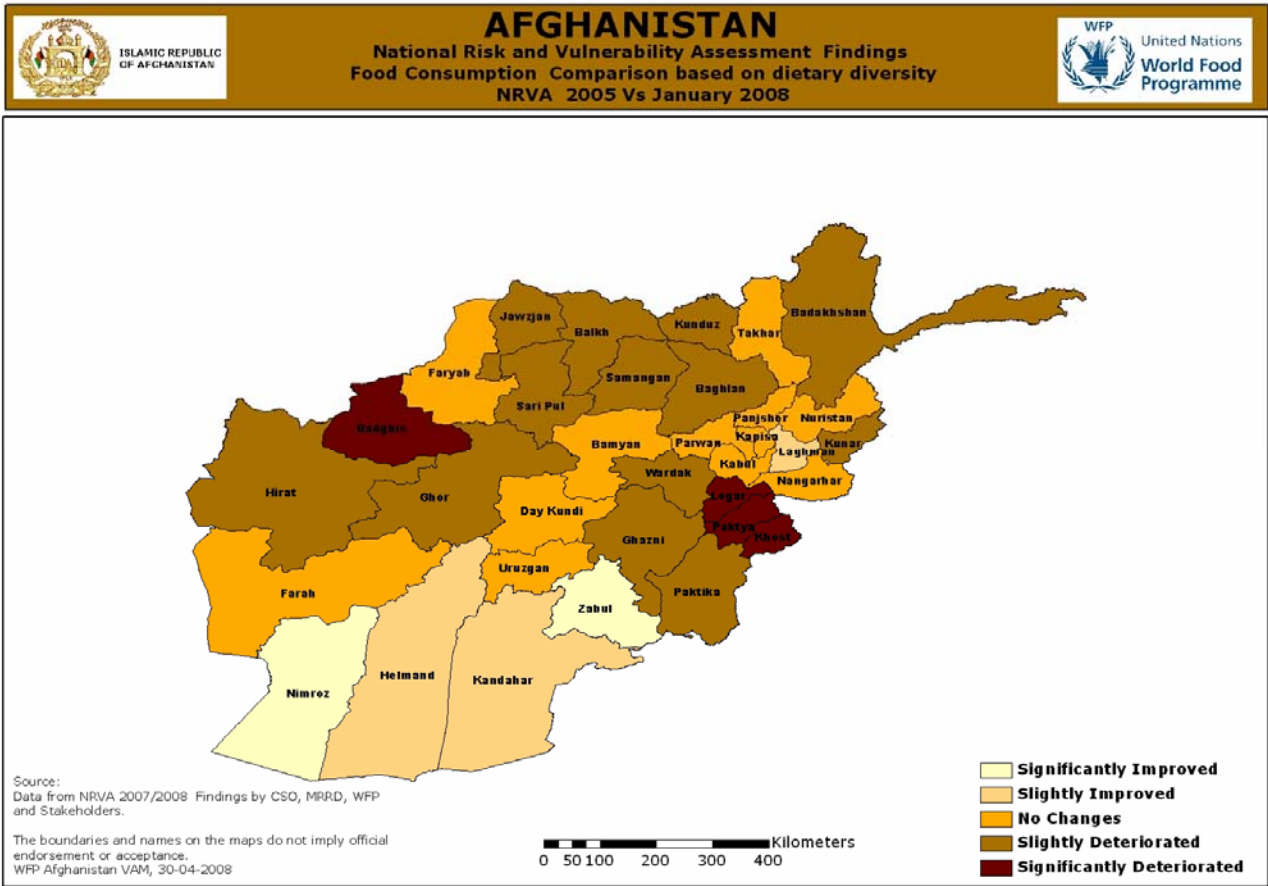 ISLAMIC REPUBLIC
OF AFGHANISTAN
AFGHANISTAN
National Risk and Vulnerability Assessment Findings
Food Consumption Comparison based on dietary diversity
NRVA 2005 Vs January 2008
WFP
United Nations
World Food
Programme
Badakhshan
Jawzjan
Balkh
Kunduz
Takhar
Faryab
Samangan
Baghlan
Sari Pul
Badghis
Panjsher
Nuristan
Bamyan
Parwan
Kapisa
Laghman
Kunar
Kabul
Nangarhar
Wardak
Hirat
Ghor
Logar
Day Kundi
Paktya
Khost
Ghazni
Uruzgan
Farah
Paktika
Zabul
Helmand
Kandahar
Nimroz
Significantly Improved
Slightly Improved
No Changes
Slightly Deteriorated
Significantly Deteriorated
Source:
Data from NRVA 2007/2008 Findings by CSO, MRRD, WFP
and Stakeholders.
The boundaries and names on the maps do not imply official
endorsement or acceptance.
WFP Afghanistan VAM, 30-04-2008
Kilometers
0 50 100 200 300 400